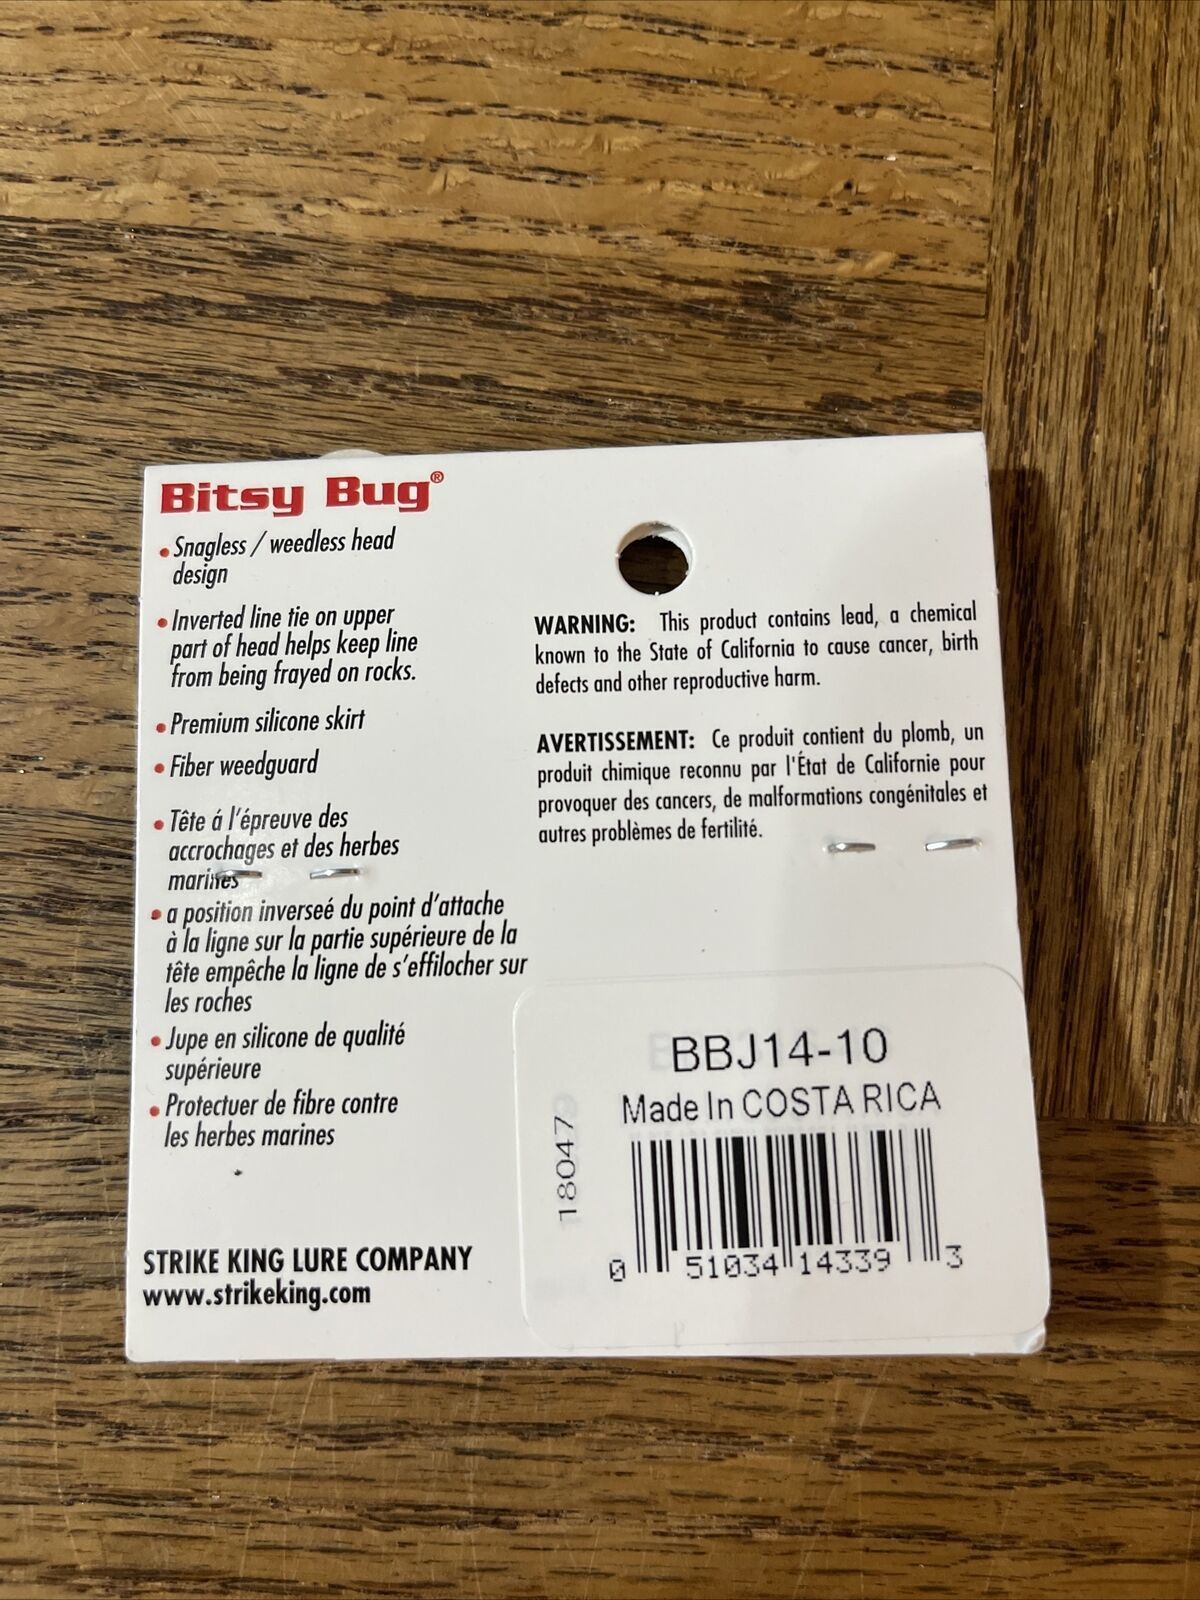 Bitsy Bug®
• Snagless / weedless head
design
• Inverted line tie on upper
part of head helps keep line
from being frayed on rocks.
• Premium silicone skirt
• Fiber weedguard
• Tête á l'épreuve des
accrochages et des herbes
marines
• a position inverseé du point d'attache
à la ligne sur la partie supérieure de la
tête empêche la ligne de s'effilocher sur
les roches
• Jupe en silicone de qualité
supérieure
• Protectuer de fibre contre
les herbes marines
STRIKE KING LURE COMPANY
www.strikeking.com
WARNING: This product contains lead, a chemical
known to the State of California to cause cancer, birth
defects and other reproductive harm.
AVERTISSEMENT: Ce produit contient du plomb, un
produit chimique reconnu par l'État de Californie pour
provoquer des cancers, de malformations congénitales et
autres problèmes de fertilité.
BBJ14-10
Made In COSTA RICA
18047
0 51034 14339 3